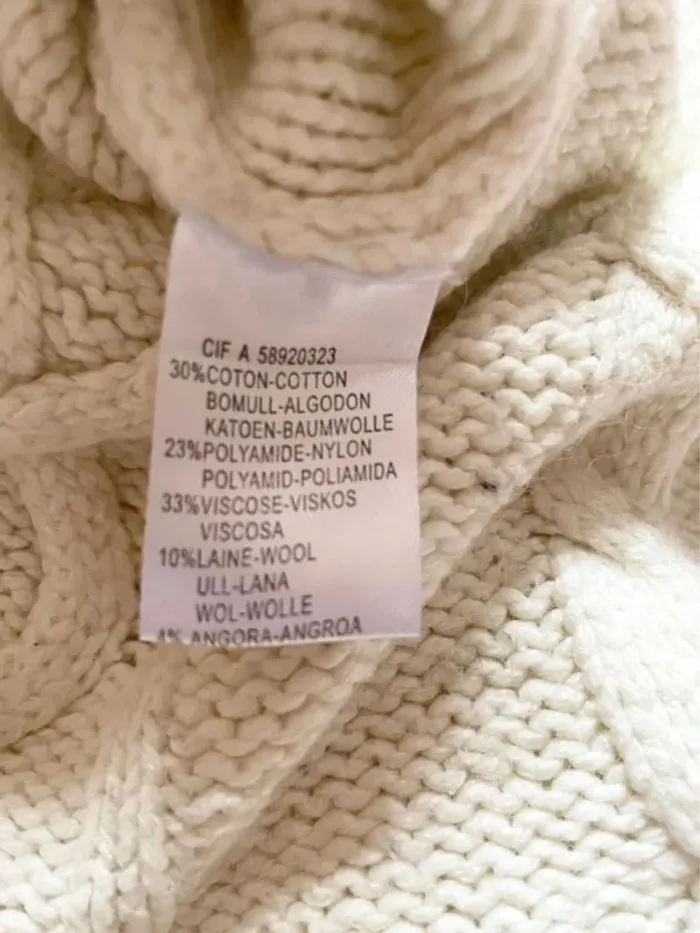 CIF A 58920323
30%COTON-COTTON
BOMULL-ALGODON
KATOEN-BAUMWOLLE
23%POLYAMIDE-NYLON
POLYAMID-POLIAMIDA
33%VISCOSE-VISKOS
VISCOSA
10%LAINE-WOOL
ULL-LANA
WOL-WOLLE
4% ANGORA-ANGROA